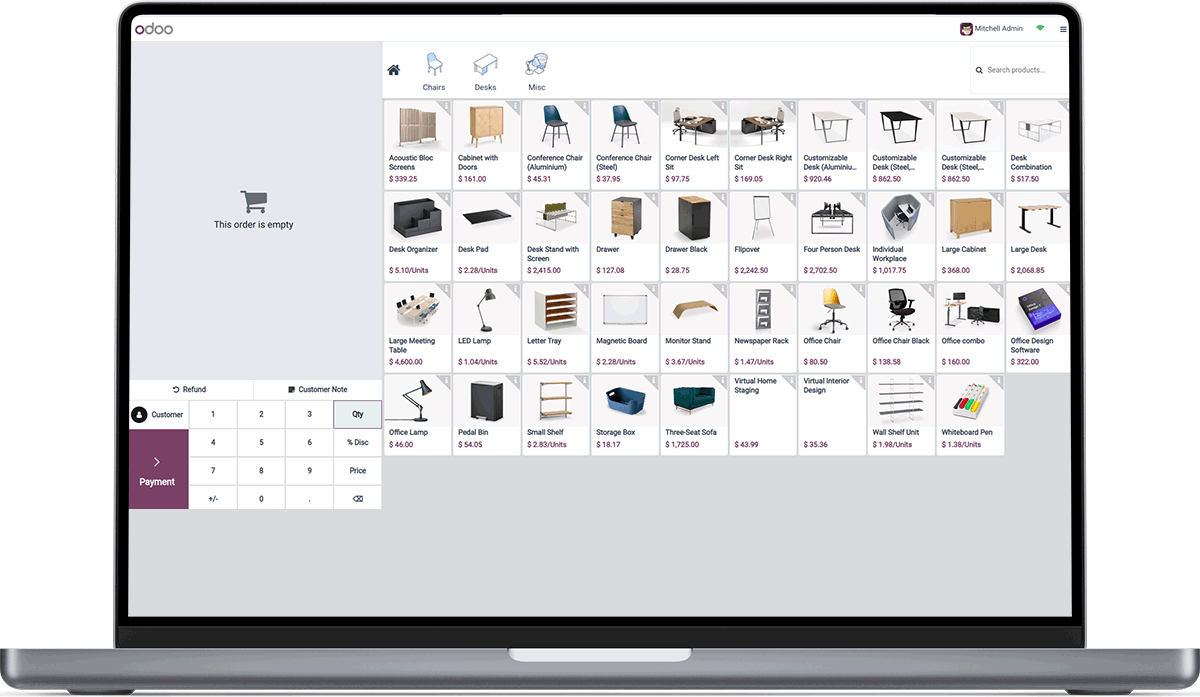 odoo
Mitchell Admin
Chairs
Desks
Misc
Search products...
Acoustic Bloc
Screens
$ 339.25
Cabinet with
Doors
$ 161.00
Conference Chair
(Aluminium)
$ 45.31
Conference Chair
(Steel)
$ 37.95
Corner Desk Left
Sit
$ 97.75
Corner Desk Right
Sit
$ 169.05
Customizable
Desk (Aluminiu...
$ 920.46
Customizable
Desk (Steel,...
$ 862.50
Customizable
Desk (Steel,...
$ 862.50
Desk
Combination
$ 517.50
Desk Organizer
$ 5.10/Units
Desk Pad
$ 2.28/Units
Desk Stand with
Screen
$ 2,415.00
Drawer
$ 127.08
Drawer Black
$ 28.75
Flipover
$ 2,242.50
Four Person Desk
$ 2,702.50
Individual
Workplace
$ 1,017.75
Large Cabinet
$ 368.00
Large Desk
$ 2,068.85
Large Meeting
Table
$ 4,600.00
LED Lamp
$ 1.04/Units
Letter Tray
$ 5.52/Units
Magnetic Board
$ 2.28/Units
Monitor Stand
$ 3.67/Units
Newspaper Rack
$ 1.47/Units
Office Chair
$ 80.50
Office Chair Black
$ 138.58
Office combo
$ 160.00
Office Design
Software
$ 322.00
Office Lamp
$ 46.00
Pedal Bin
$ 54.05
Small Shelf
$ 2.83/Units
Storage Box
$ 18.17
Three-Seat Sofa
$ 1,725.00
Virtual Home
Staging
$ 43.99
Virtual Interior
Design
$ 35.36
Wall Shelf Unit
$ 1.98/Units
Whiteboard Pen
$ 1.38/Units
This order is empty
Refund
Customer Note
Customer
1 2 3 Qty
4 5 6 % Disc
Payment
7 8 9 Price
+/- 0 .